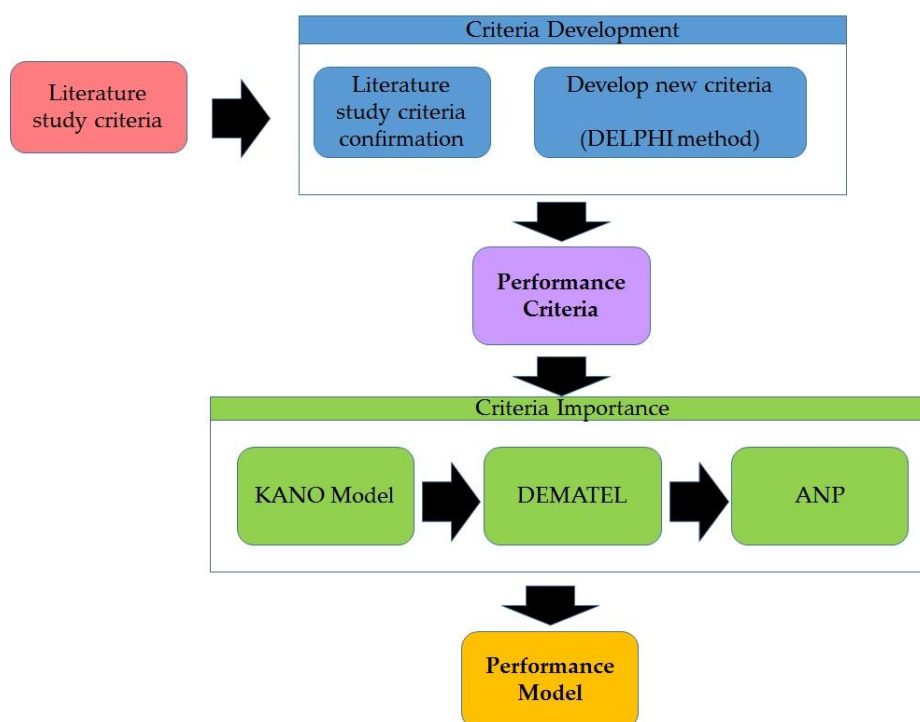 Criteria Development
Literature
study criteria
Literature
study criteria
confirmation
Develop new criteria
(DELPHI method)
Performance
Criteria
Criteria Importance
KANO Model
DEMATEL
ANP
Performance
Model